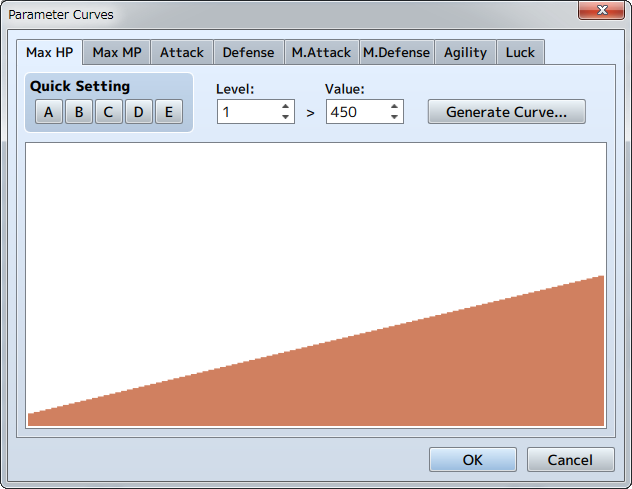 Parameter Curves
Max HP Max MP Attack Defense M.Attack M.Defense Agility Luck
Quick Setting
A B C D E
Level:
1
>
Value:
450
Generate Curve...
OK Cancel